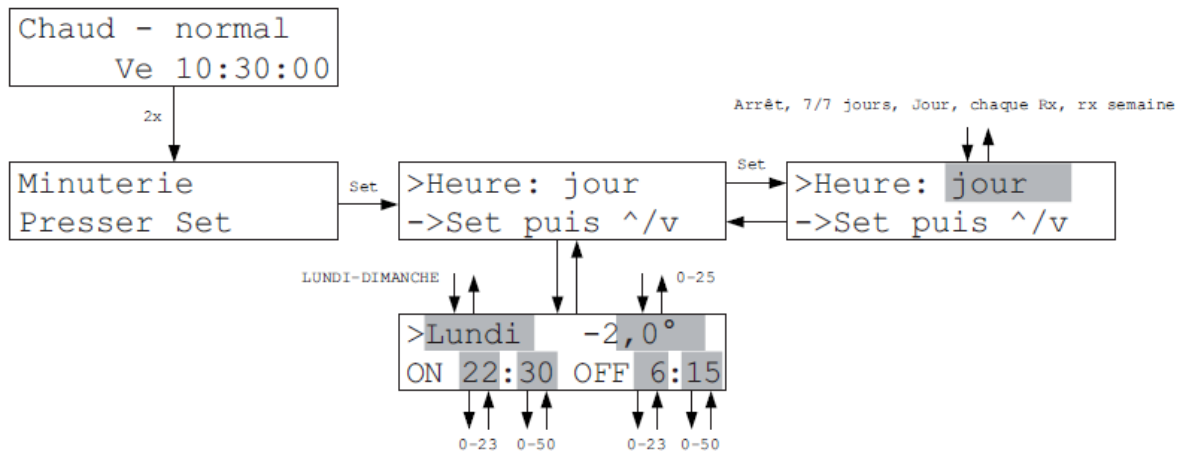 Chaud - normal
Ve 10:30:00
2x
Arrêt, 7/7 jours, Jour, chaque Rx, rx semaine
Minuterie
Presser Set
Set
>Heure: jour
->Set puis ^/v
Set
>Heure: jour
->Set puis ^/v
LUNDI-DIMANCHE
0-25
>Lundi -2,0°
ON 22:30 OFF 6:15
0-23 0-50 0-23 0-50